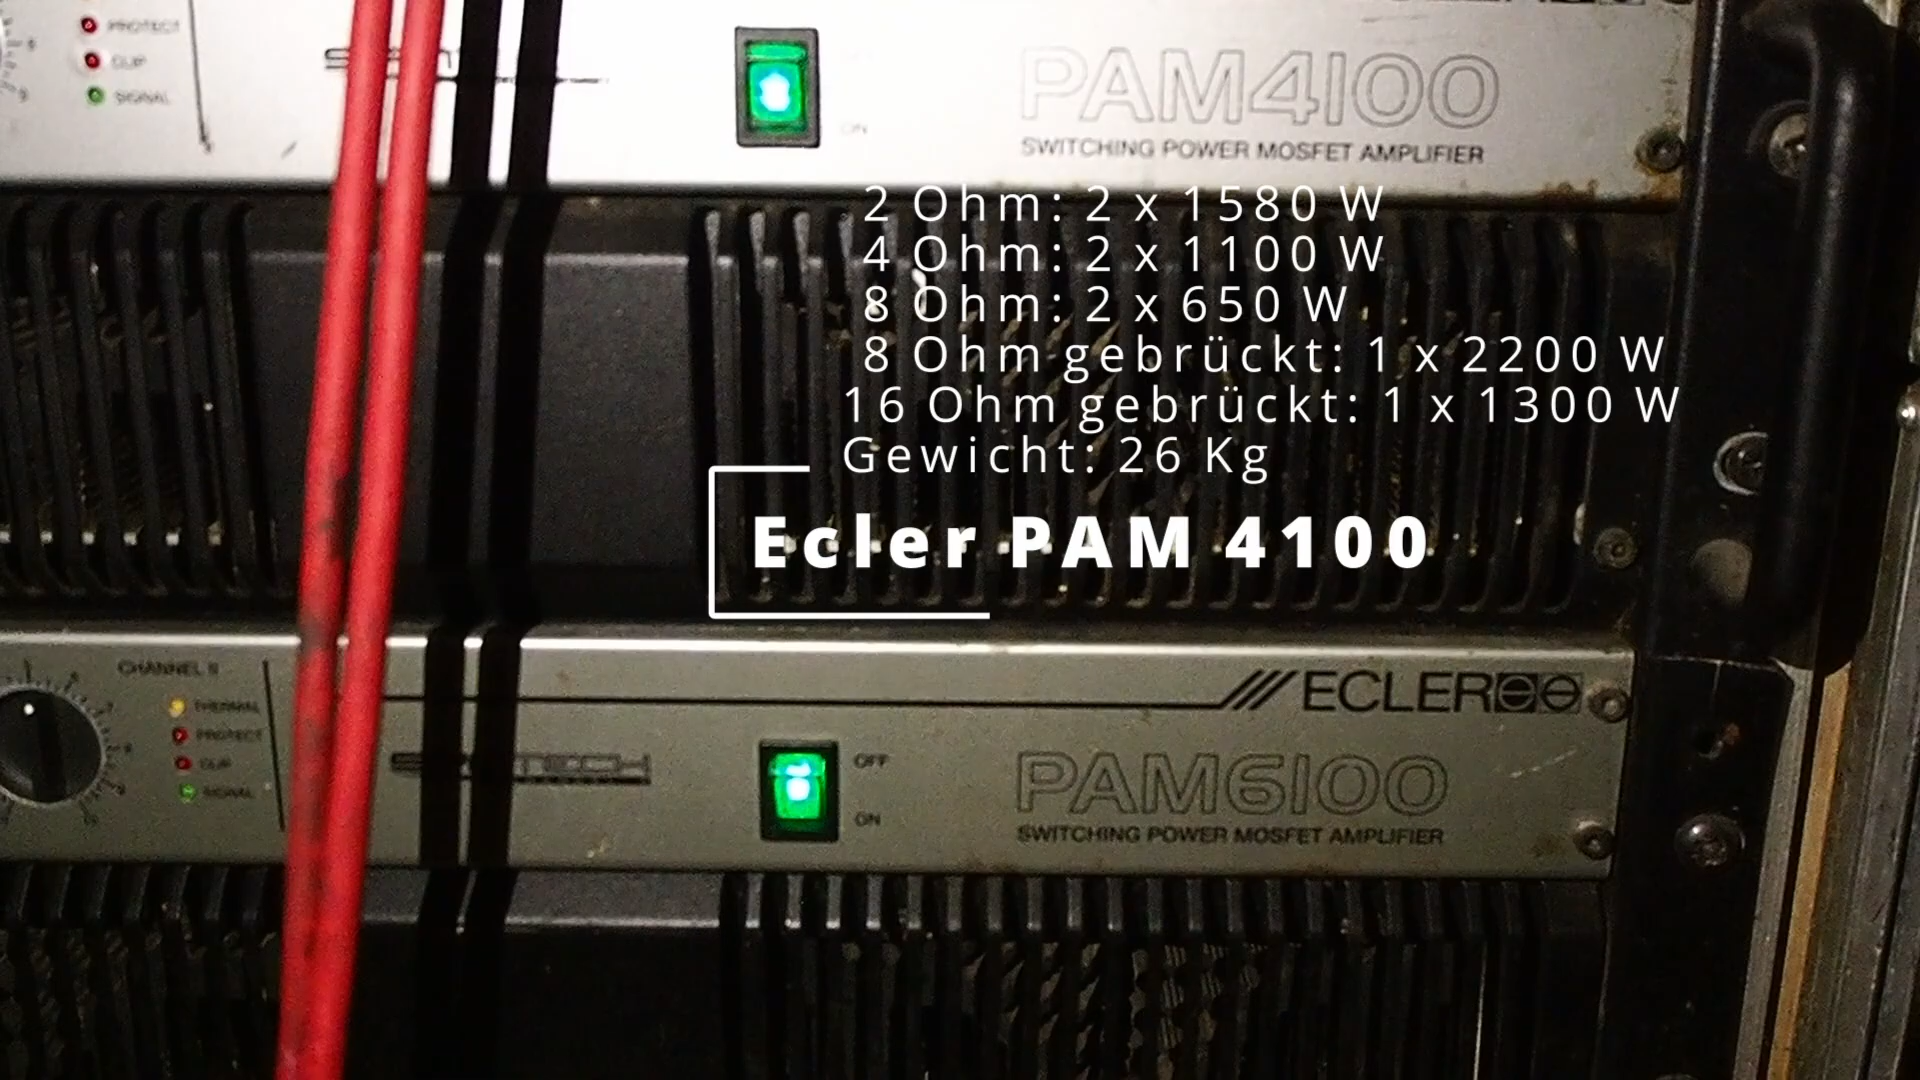 PROTECT
CLIP
SIGNAL
ON
PAM4100
SWITCHING POWER MOSFET AMPLIFIER
2 Ohm: 2 x 1580 W
4 Ohm: 2 x 1100 W
8 Ohm: 2 x 650 W
8 Ohm gebrückt: 1 x 2200 W
16 Ohm gebrückt: 1 x 1300 W
Gewicht: 26 Kg
Ecler PAM 4100
CHANNEL II
THERMAL
PROTECT
CLIP
SIGNAL
ECLER
OFF
ON
PAM6100
SWITCHING POWER MOSFET AMPLIFIER